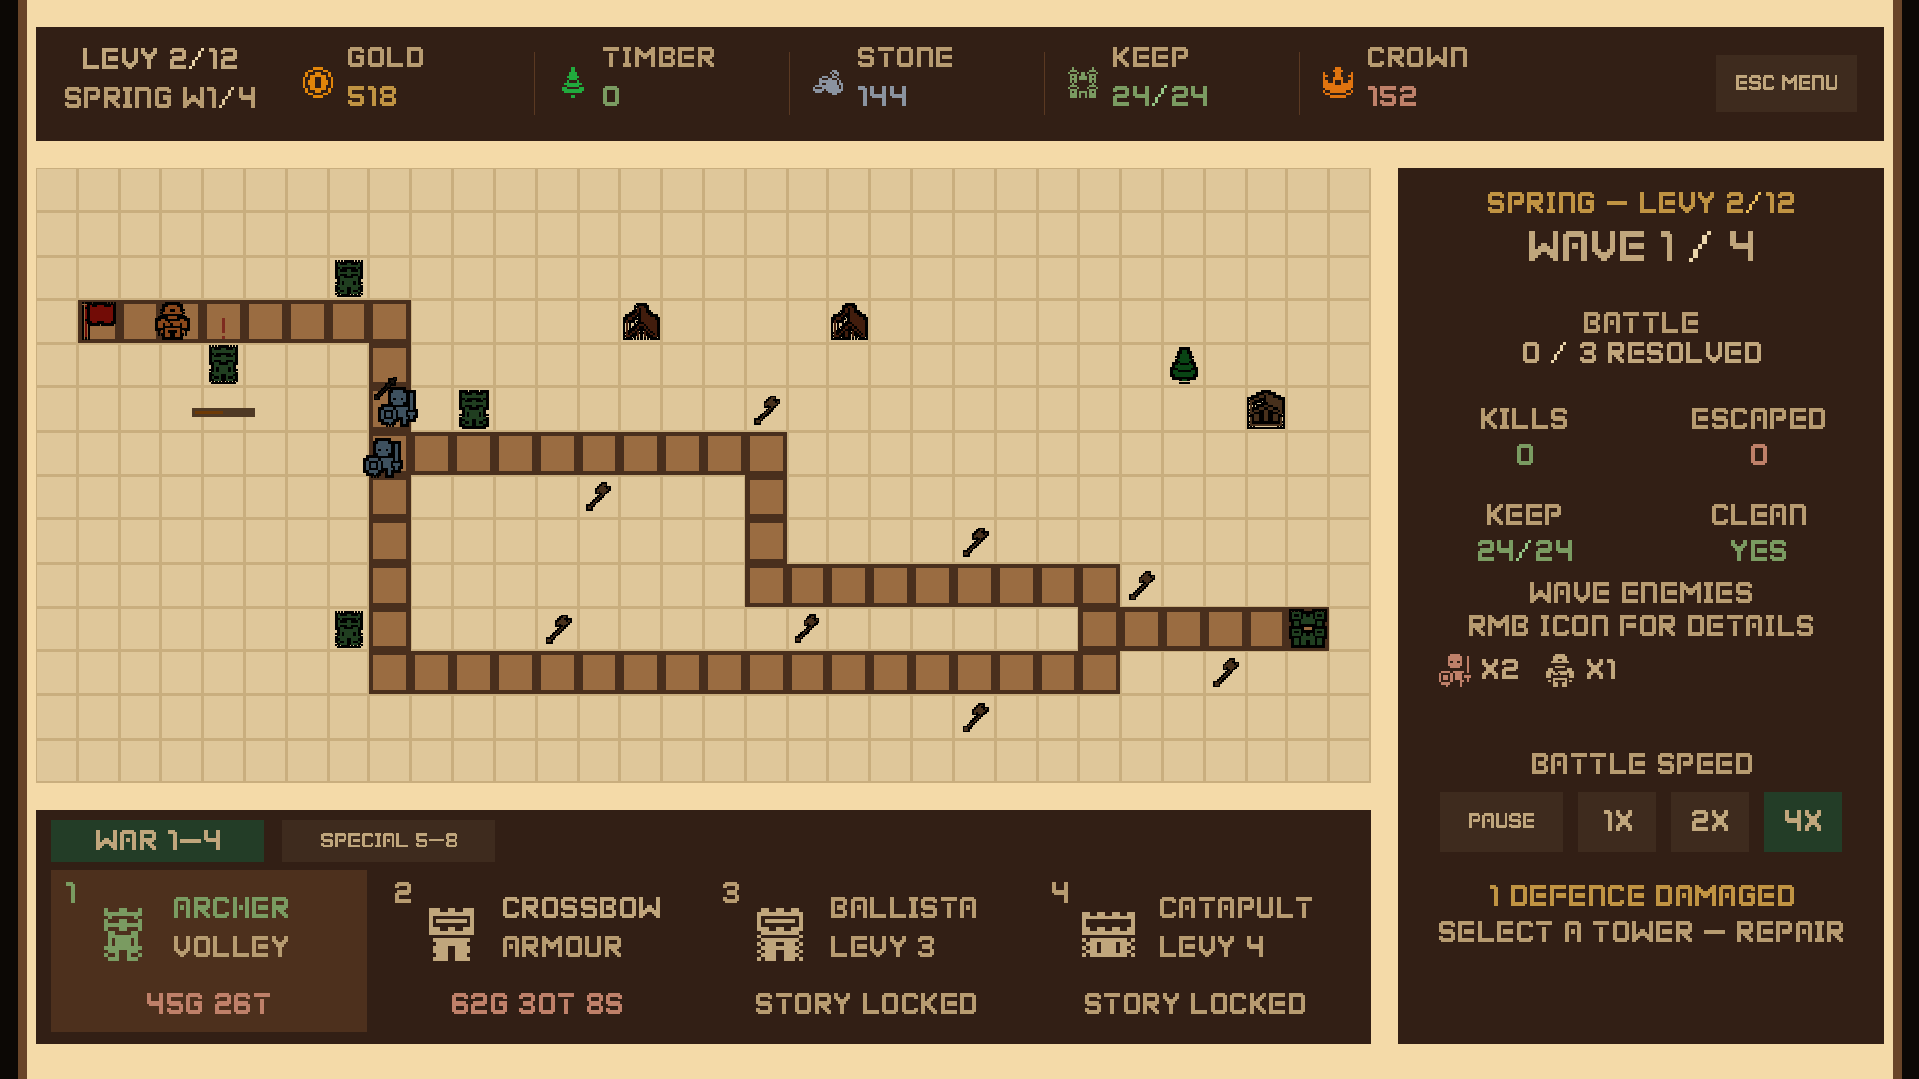 LEVY 2/12
SPRING W1/4
GOLD
518
TIMBER
0
STONE
144
KEEP
24/24
CROWN
152
ESC MENU
SPRING — LEVY 2/12
WAVE 1 / 4
BATTLE
0 / 3 RESOLVED
KILLS
0
ESCAPED
0
KEEP
24/24
CLEAN
YES
WAVE ENEMIES
RMB ICON FOR DETAILS
X2
X1
BATTLE SPEED
PAUSE
1X
2X
4X
1 DEFENCE DAMAGED
SELECT A TOWER — REPAIR
WAR 1—4
SPECIAL 5—8
1
ARCHER
VOLLEY
45G 26T
2
CROSSBOW
ARMOUR
62G 30T 8S
3
BALLISTA
LEVY 3
STORY LOCKED
4
CATAPULT
LEVY 4
STORY LOCKED